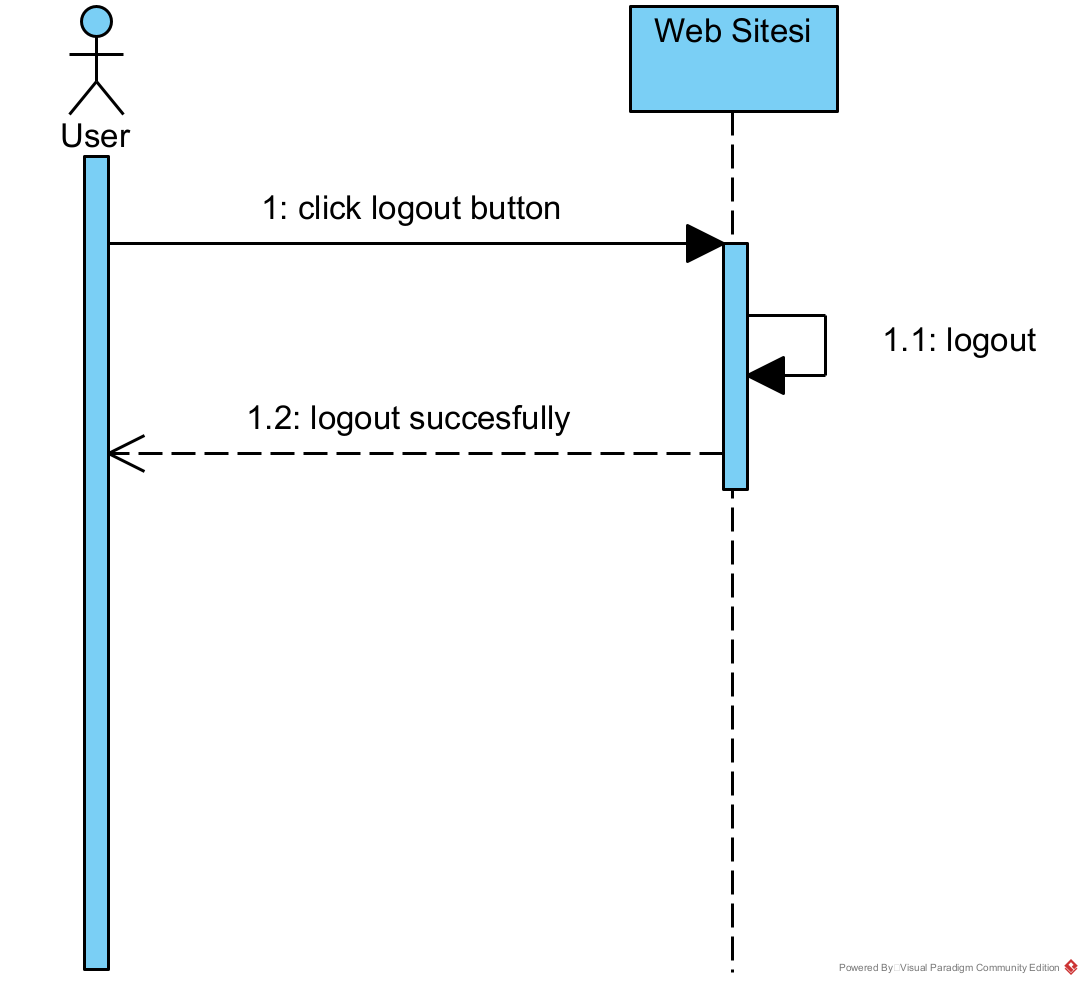 Web Sitesi
User
1: click logout button
1.1: logout
1.2: logout succesfully
Powered By Visual Paradigm Community Edition